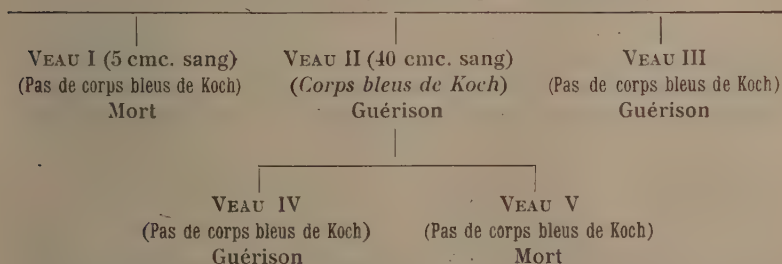 VEAU I (5 cmc. sang) VEAU II (40 cmc. sang) VEAU III
(Pas de corps bleus de Koch) (Corps bleus de Koch) (Pas de corps bleus de Koch)
Mort Guérison Guérison
VEAU IV VEAU V
(Pas de corps bleus de Koch) (Pas de corps bleus de Koch)
Guérison Mort